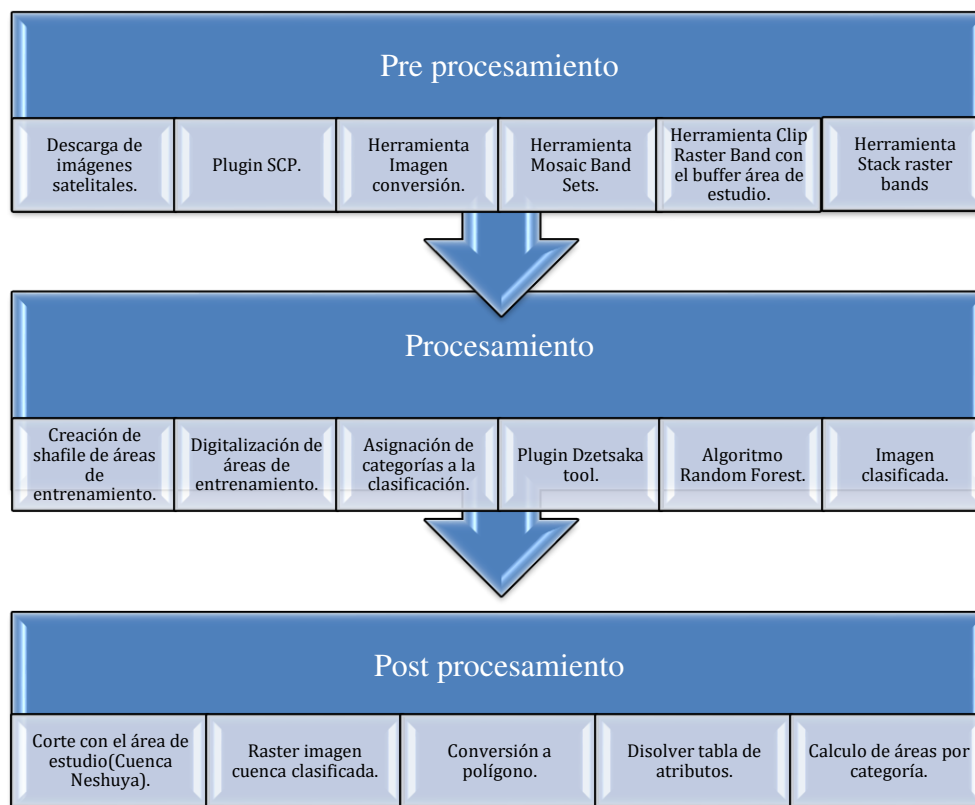 Pre procesamiento
Descarga de
imágenes
satelitales.
Plugin SCP.
Herramienta
Imagen
conversión.
Herramienta
Mosaic Band
Sets.
Herramienta Clip
Raster Band con
el buffer área de
estudio.
Herramienta
Stack raster
bands
Procesamiento
Creación de
shafile de áreas
de
entrenamiento.
Digitalización de
áreas de
entrenamiento.
Asignación de
categorías a la
clasificación.
Plugin Dzetsaka
tool.
Algoritmo
Random Forest.
Imagen
clasificada.
Post procesamiento
Corte con el área de
estudio(Cuenca
Neshuya).
Raster imagen
cuenca clasificada.
Conversión a
polígono.
Disolver tabla de
atributos.
Calculo de áreas por
categoría.